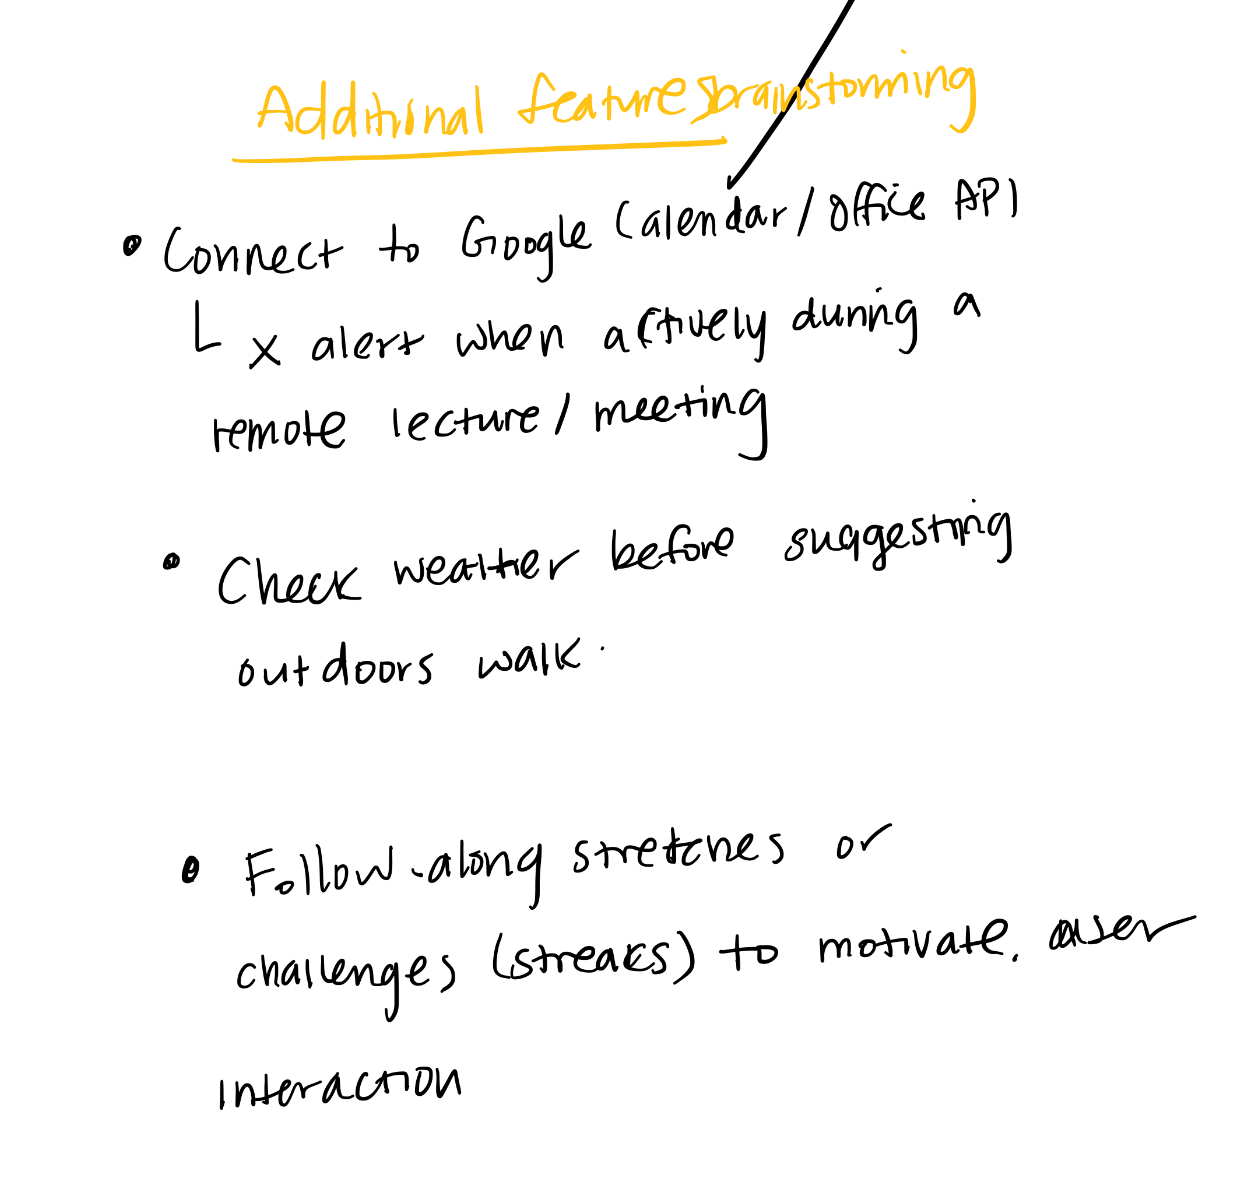 Additional features brainstorming
• Connect to Google Calendar/Office API
x alert when actively during a
remote lecture/meeting
• Check weather before suggesting
outdoors walk.
• Follow-along stretches or
challenges (streaks) to motivate. user
interaction